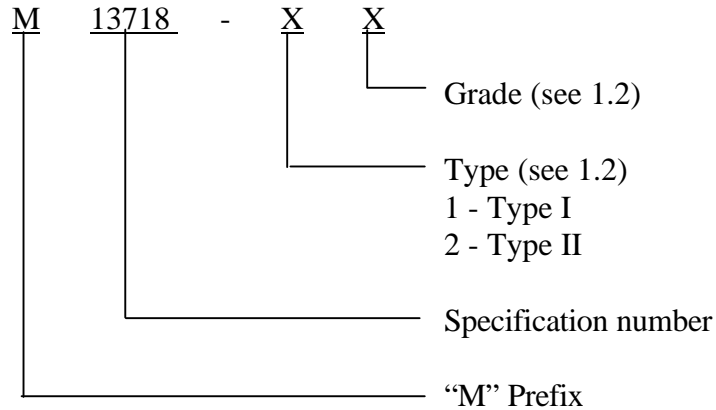 M 13718 - X X
Grade (see 1.2)
Type (see 1.2)
1 - Type I
2 - Type II
Specification number
“M” Prefix